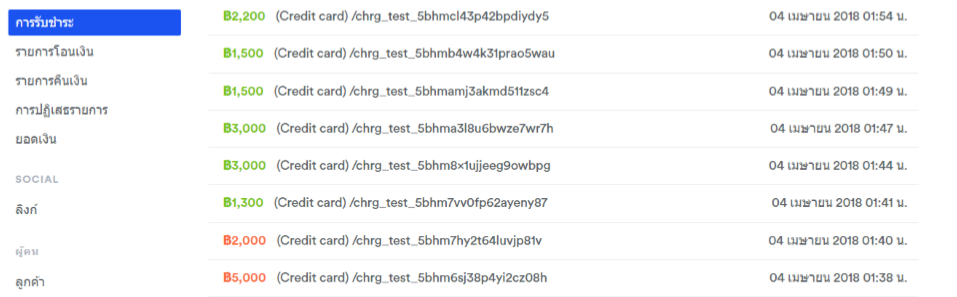 การรับชำระ
รายการโอนเงิน
รายการคืนเงิน
การปฏิเสธรายการ
ยอดเงิน
SOCIAL
ลิงก์
ผู้คน
ลูกค้า
฿2,200 (Credit card) /chrg_test_5bhmcl43p42bpdiydy5 04 เมษายน 2018 01:54 น.
฿1,500 (Credit card) /chrg_test_5bhmb4w4k31prao5wau 04 เมษายน 2018 01:50 น.
฿1,500 (Credit card) /chrg_test_5bhmamj3akmd511zsc4 04 เมษายน 2018 01:49 น.
฿3,000 (Credit card) /chrg_test_5bhma3l8u6bwze7wr7h 04 เมษายน 2018 01:47 น.
฿3,000 (Credit card) /chrg_test_5bhm8x1ujjeeg9owbpg 04 เมษายน 2018 01:44 น.
฿1,300 (Credit card) /chrg_test_5bhm7vv0fp62ayeny87 04 เมษายน 2018 01:41 น.
฿2,000 (Credit card) /chrg_test_5bhm7hy2t64luvjp81v 04 เมษายน 2018 01:40 น.
฿5,000 (Credit card) /chrg_test_5bhm6sj38p4yi2cz08h 04 เมษายน 2018 01:38 น.